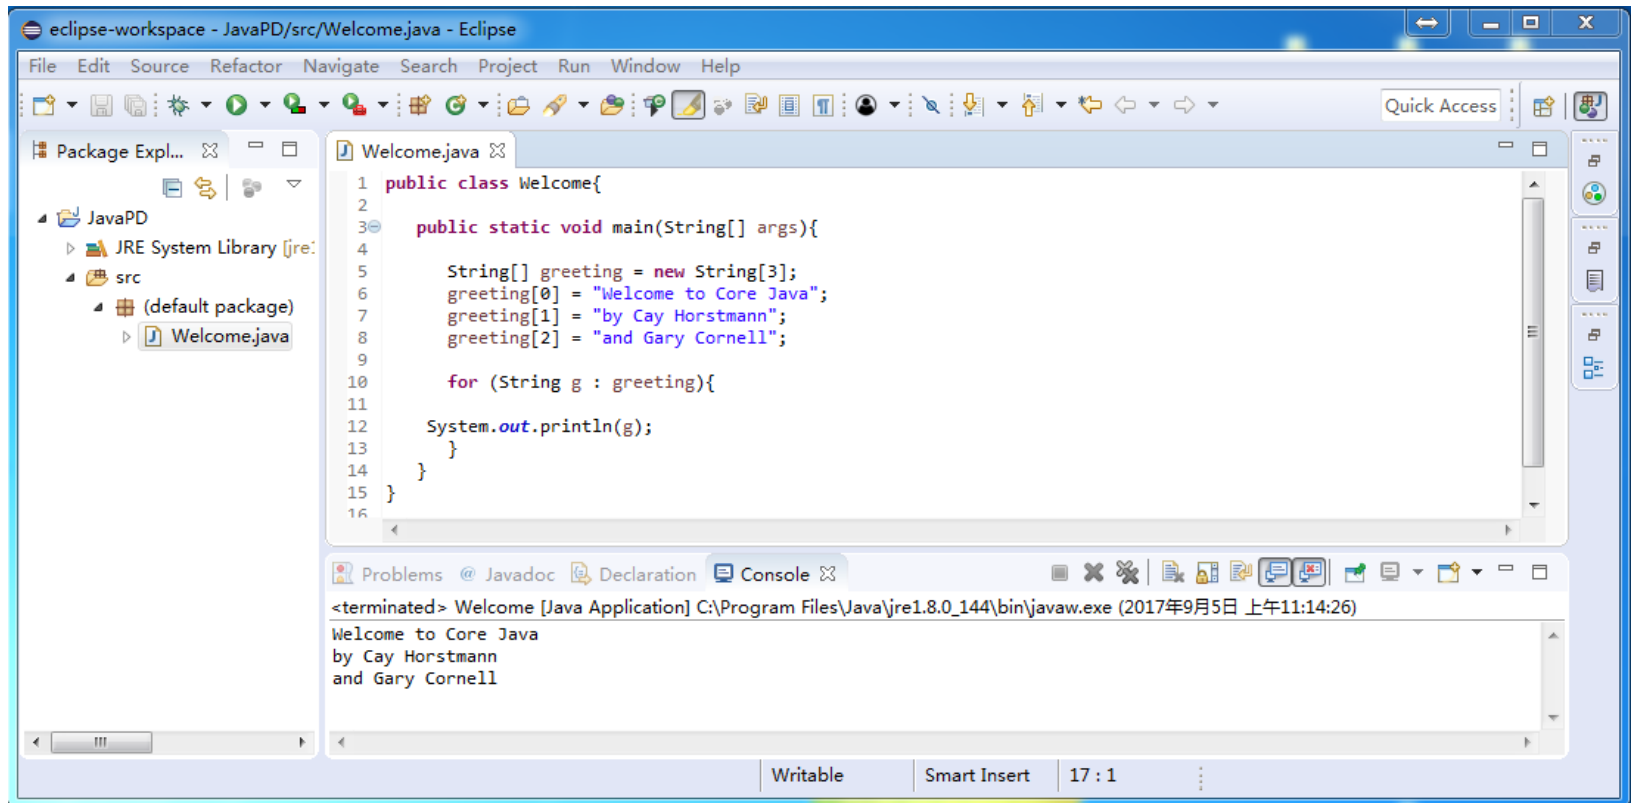 eclipse-workspace - JavaPD/src/Welcome.java - Eclipse
File Edit Source Refactor Navigate Search Project Run Window Help
Quick Access
Package Expl...
JavaPD
JRE System Library [jre1
src
(default package)
Welcome.java
Welcome.java
1 public class Welcome{
2
3 public static void main(String[] args){
4
5 String[] greeting = new String[3];
6 greeting[0] = "Welcome to Core Java";
7 greeting[1] = "by Cay Horstmann";
8 greeting[2] = "and Gary Cornell";
9
10 for (String g : greeting){
11
12 System.out.println(g);
13 }
14 }
15 }
16
Problems @ Javadoc Declaration Console
<terminated> Welcome [Java Application] C:\Program Files\Java\jre1.8.0_144\bin\javaw.exe (2017年9月5日 上午11:14:26)
Welcome to Core Java
by Cay Horstmann
and Gary Cornell
Writable Smart Insert 17 : 1